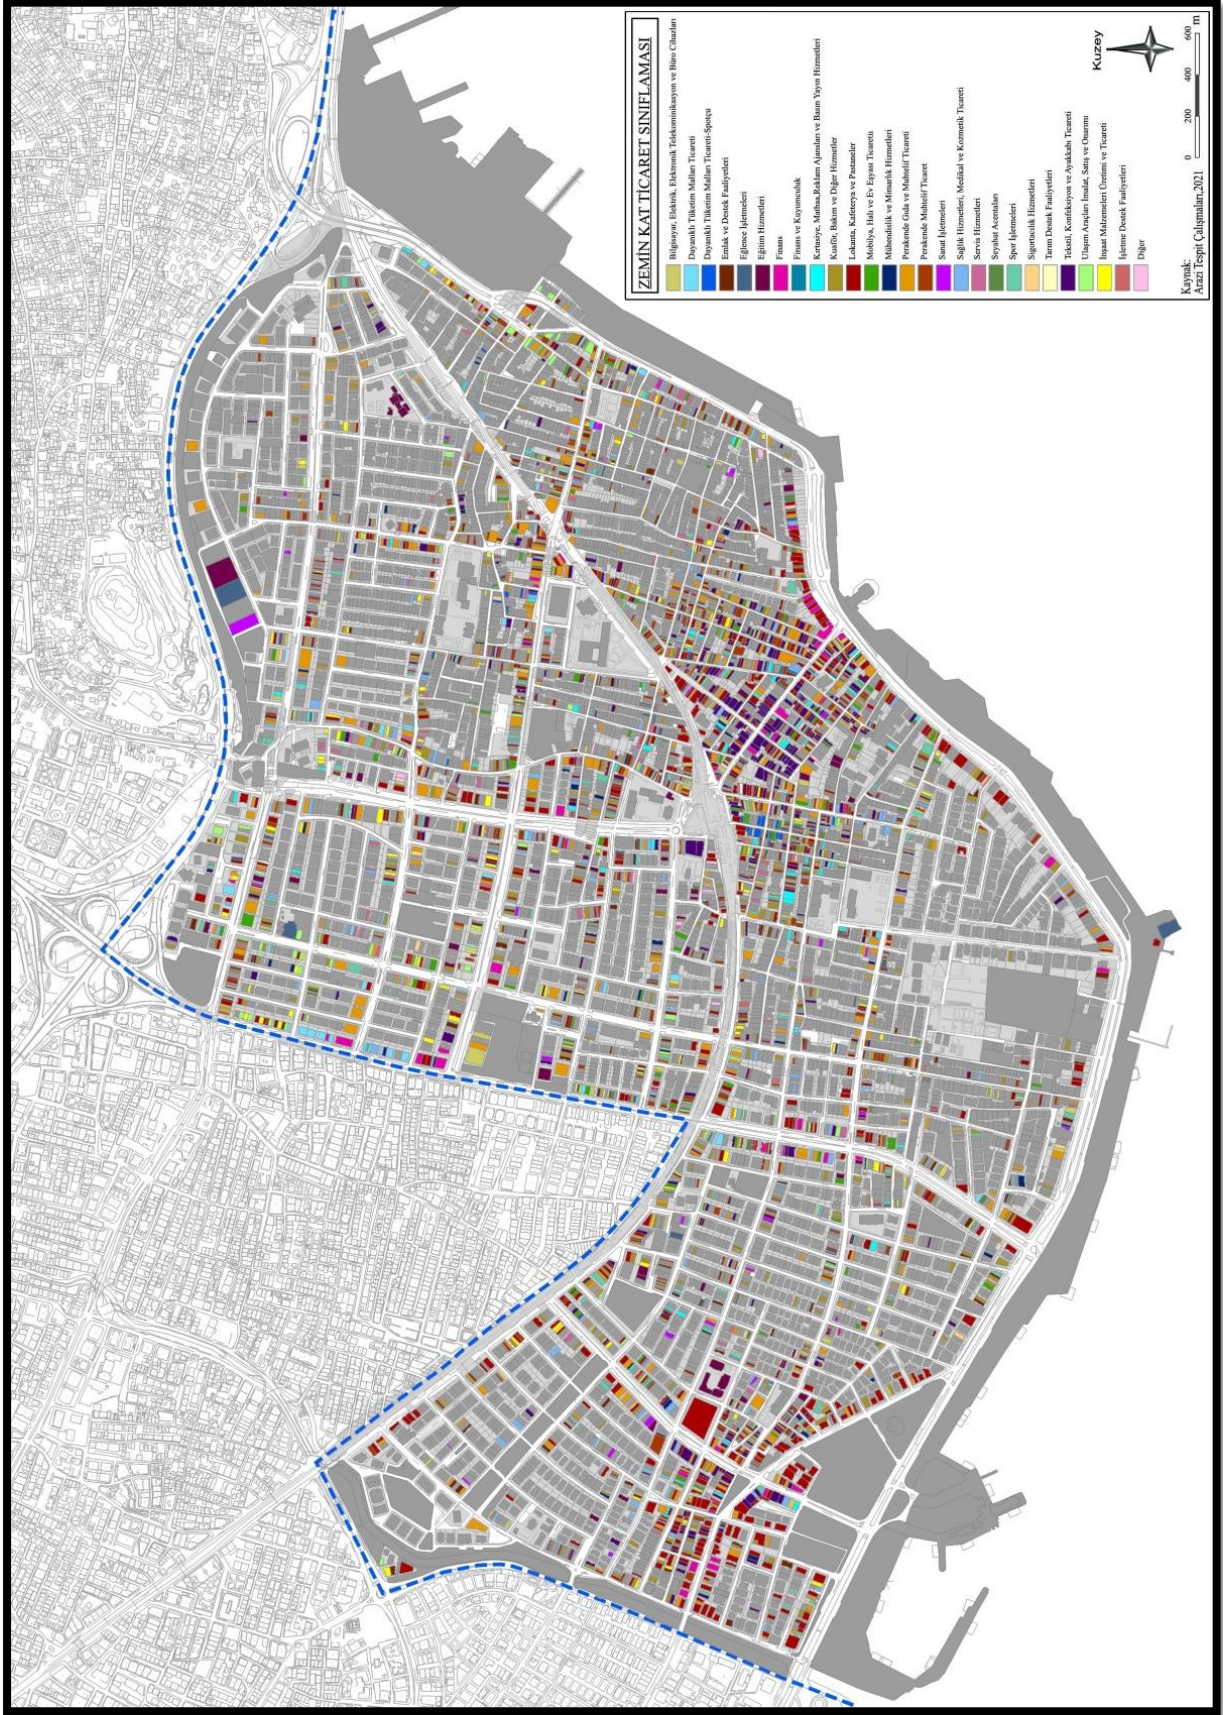 ZEMİN KAT TİCARET SINIFLAMASI
Bilgisayar, Elektrik, Elektronik Telekominikasyon ve Büro Cihazları
Dayanıklı Tüketim Malları Ticareti
Dayanıklı Tüketim Malları Ticareti-Spotçu
Emlak ve Destek Faaliyetleri
Eğlence İşletmeleri
Eğitim Hizmetleri
Finans
Finans ve Kuyumculuk
Kırtasiye, Matbaa,Reklam Ajansları ve Basın Yayın Hizmetleri
Kuaför, Bakım ve Diğer Hizmetler
Lokanta, Kafeterya ve Pastaneler
Mobilya, Halı ve Ev Eşyası Ticareti
Mühendislik ve Mimarlık Hizmetleri
Perakende Gıda ve Muhtelif Ticareti
Perakende Muhtelif Ticaret
Sanat İşletmeleri
Sağlık Hizmetleri, Medikal ve Kozmetik Ticareti
Servis Hizmetleri
Seyahat Acentaları
Spor İşletmeleri
Sigortacılık Hizmetleri
Tarım Destek Faaliyetleri
Tekstil, Konfeksiyon ve Ayakkabı Ticareti
Ulaşım Araçları İmalat, Satış ve Onarımı
İnşaat Malzemeleri Üretimi ve Ticareti
İşletme Destek Faaliyetleri
Diğer
Kaynak:
Arazi Tespit Çalışmaları,2021
Kuzey
0 200 400 600 m